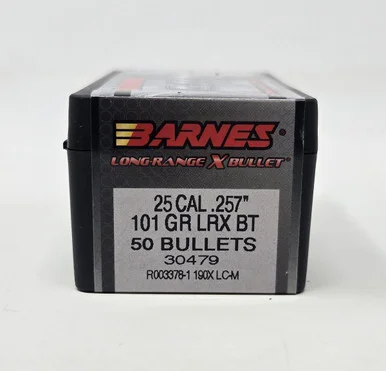 BARNES
LONG-RANGE X BULLET®
25 CAL .257"
101 GR LRX BT
50 BULLETS
30479
R003378-1 190X LC-M